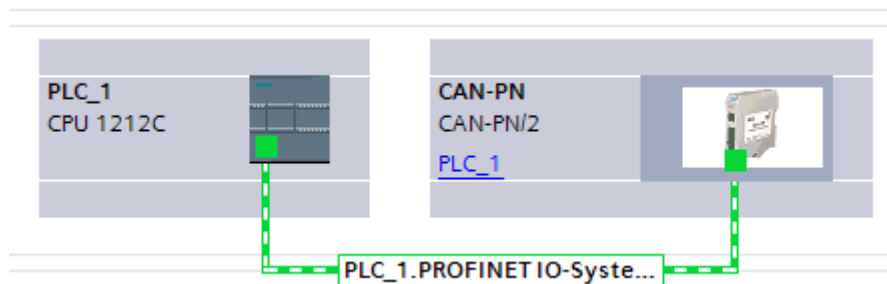 PLC_1
CPU 1212C
CAN-PN
CAN-PN/2
PLC_1
PLC_1.PROFINET IO-Syste...